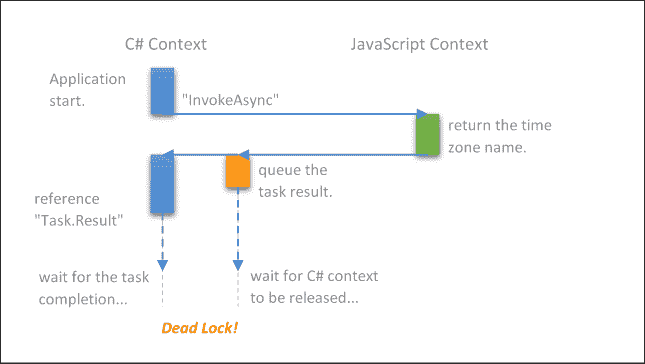 C# Context
JavaScript Context
Application
start.
"InvokeAsync"
return the time
zone name.
queue the
task result.
reference
"Task.Result"
wait for the task
completion...
wait for C# context
to be released...
Dead Lock!